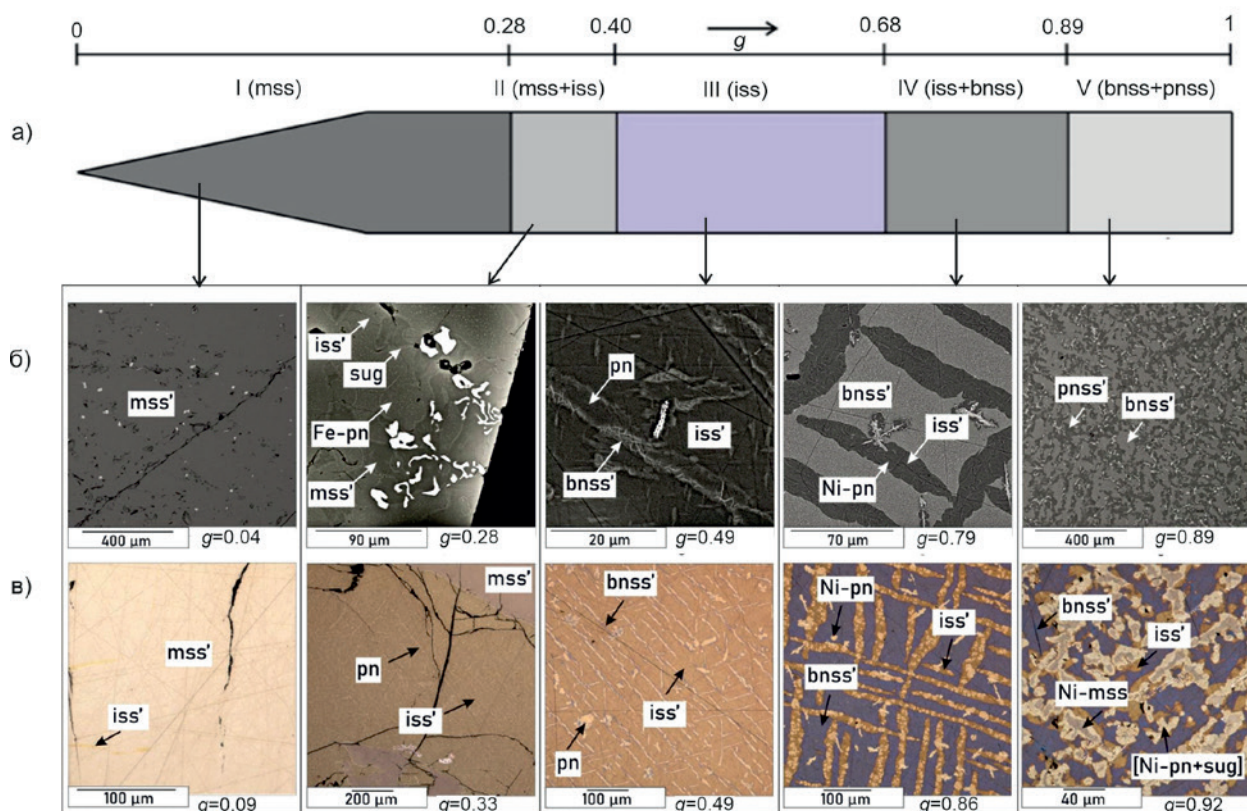 0 0.28 0.40 0.68 0.89 1
g
I (mss) II (mss+iss) III (iss) IV (iss+bnss) V (bnss+pnss)
а)
б)
mss'
400 µm g=0.04
iss'
sug
Fe-pn
mss'
90 µm g=0.28
pn
iss'
bnss'
20 µm g=0.49
bnss'
iss'
Ni-pn
70 µm g=0.79
pnss'
bnss'
400 µm g=0.89
в)
mss'
iss'
100 µm g=0.09
mss'
pn
iss'
200 µm g=0.33
bnss'
iss'
pn
100 µm g=0.49
Ni-pn
iss'
bnss'
100 µm g=0.86
bnss'
iss'
Ni-mss
[Ni-pn+sug]
40 µm g=0.92